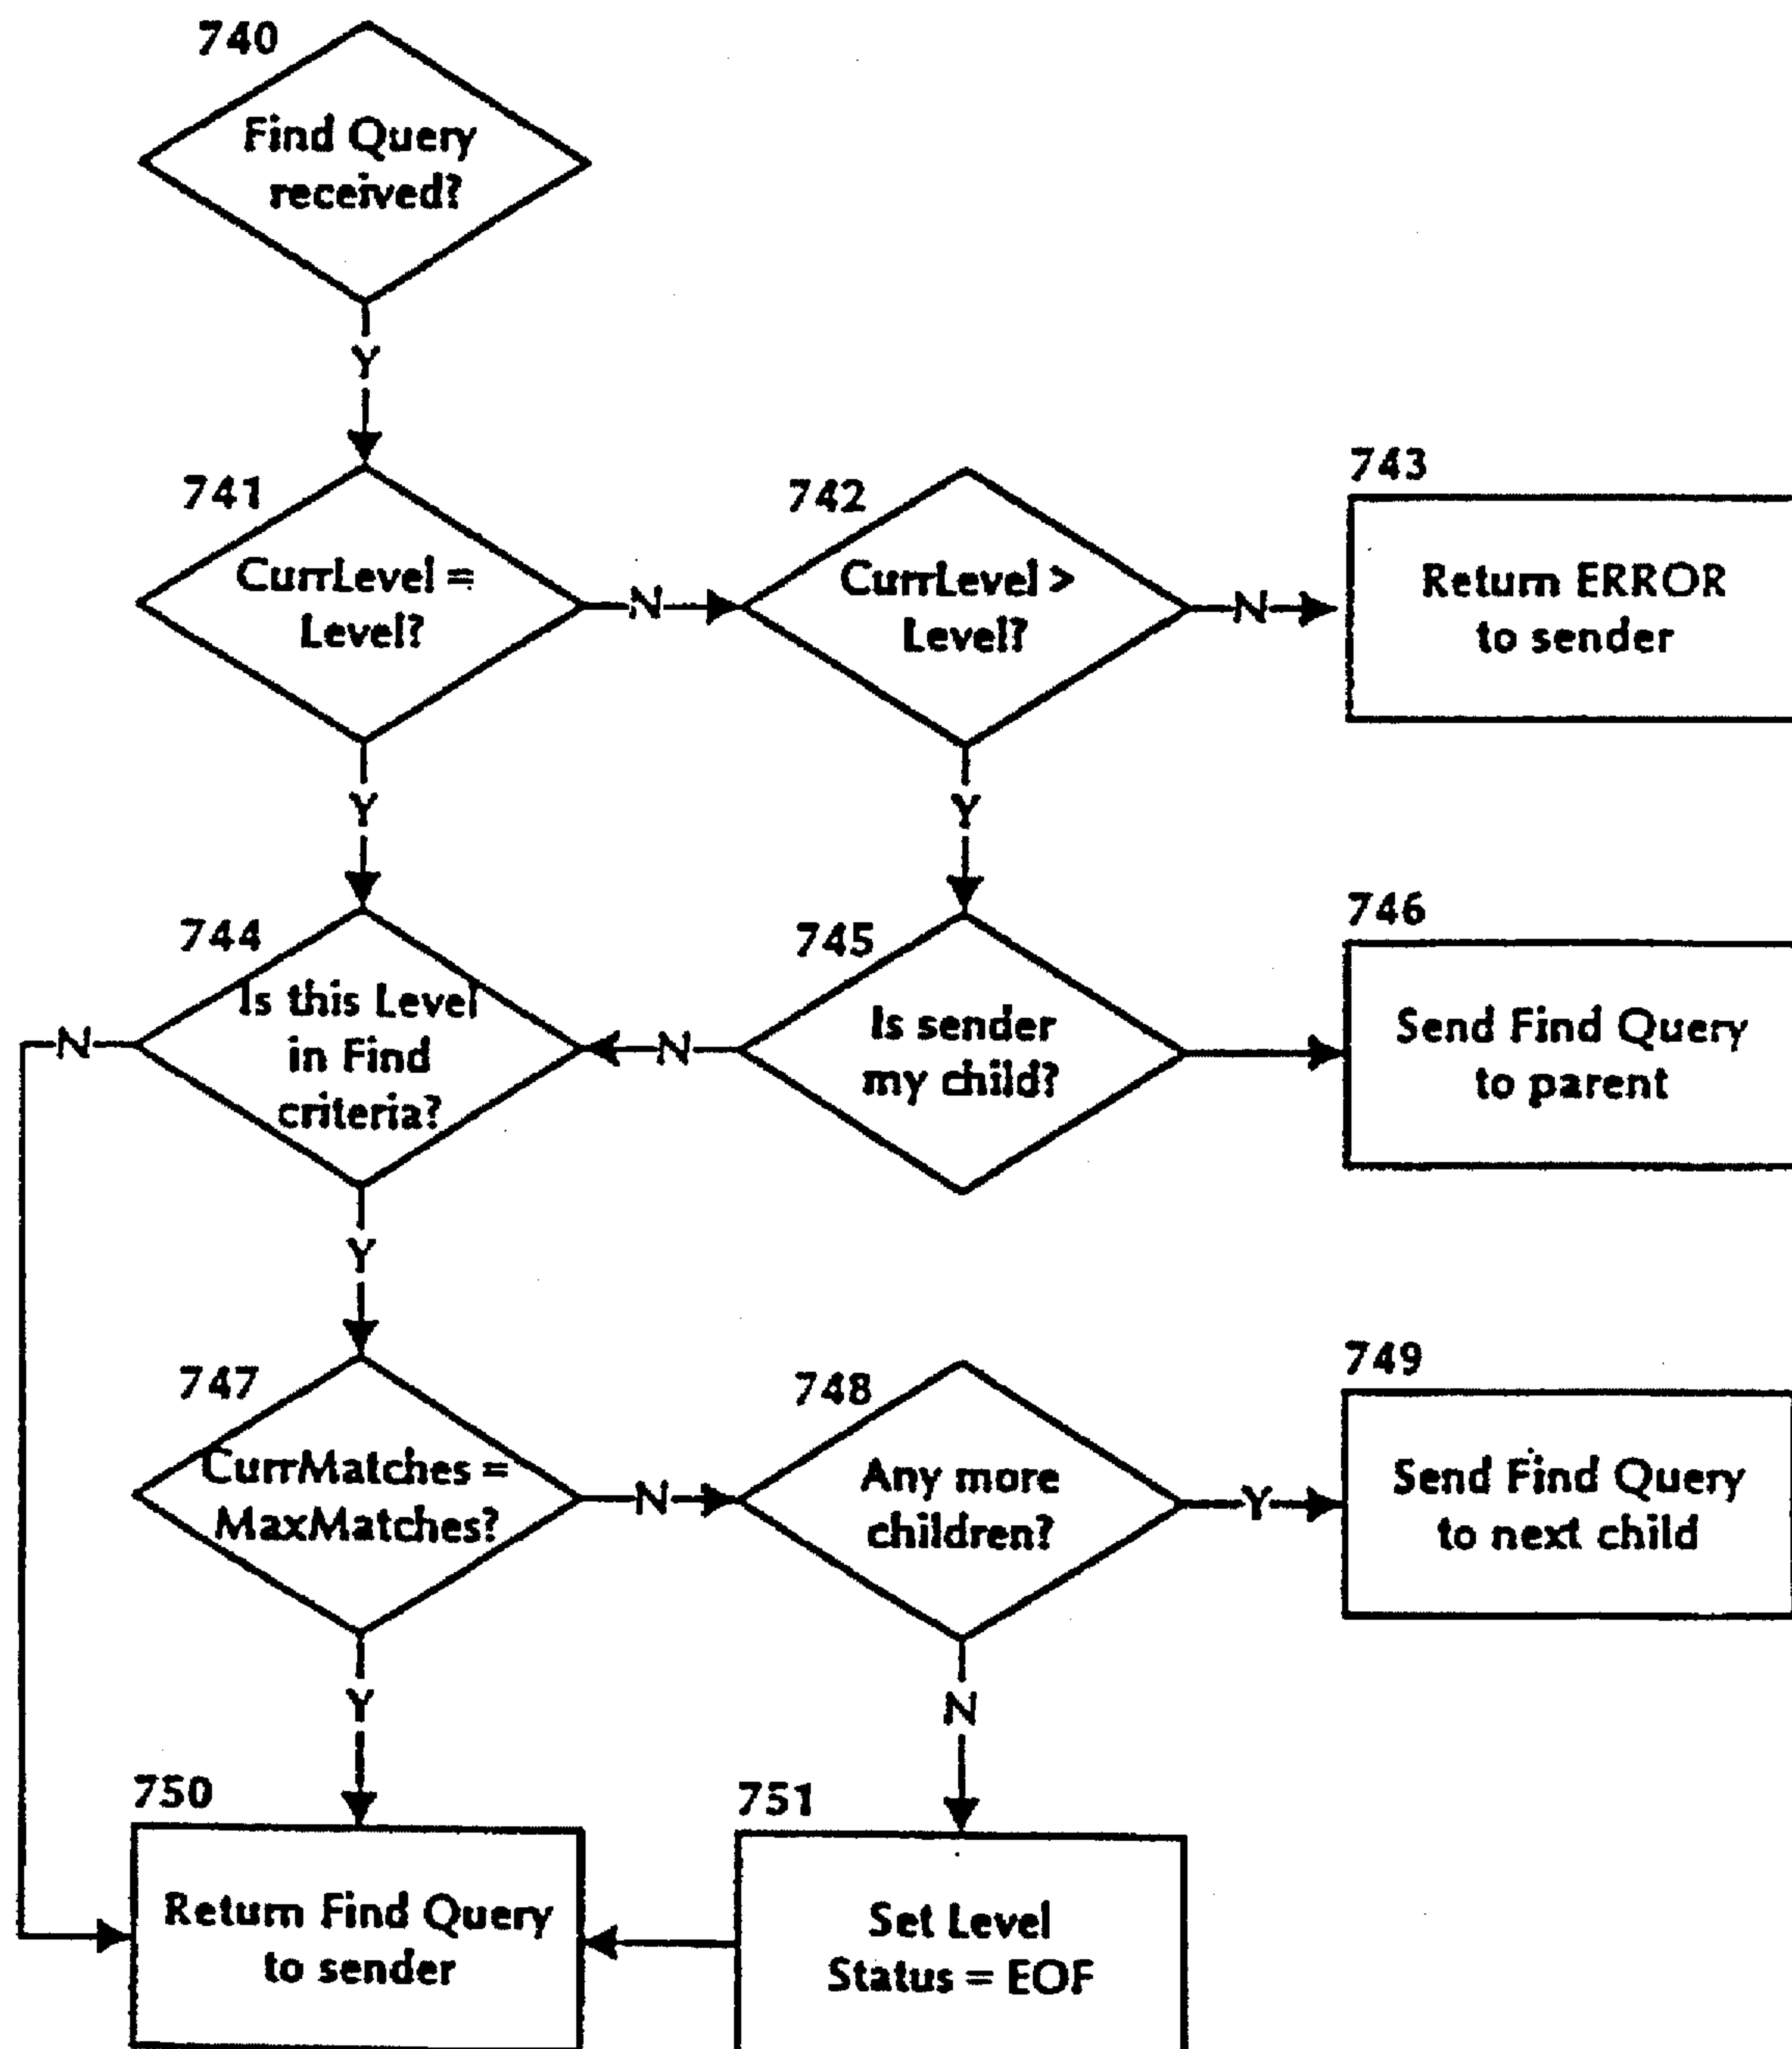 740
Find Query
received?
Y
741
CurrLevel =
Level?
N
742
CurrLevel >
Level?
N
743
Return ERROR
to sender
Y
Y
744
Is this Level
in Find
criteria?
N
N
745
Is sender
my child?
746
Send Find Query
to parent
Y
747
CurrMatches =
MaxMatches?
N
748
Any more
children?
Y
749
Send Find Query
to next child
Y
N
750
Return Find Query
to sender
751
Set Level
Status = EOF